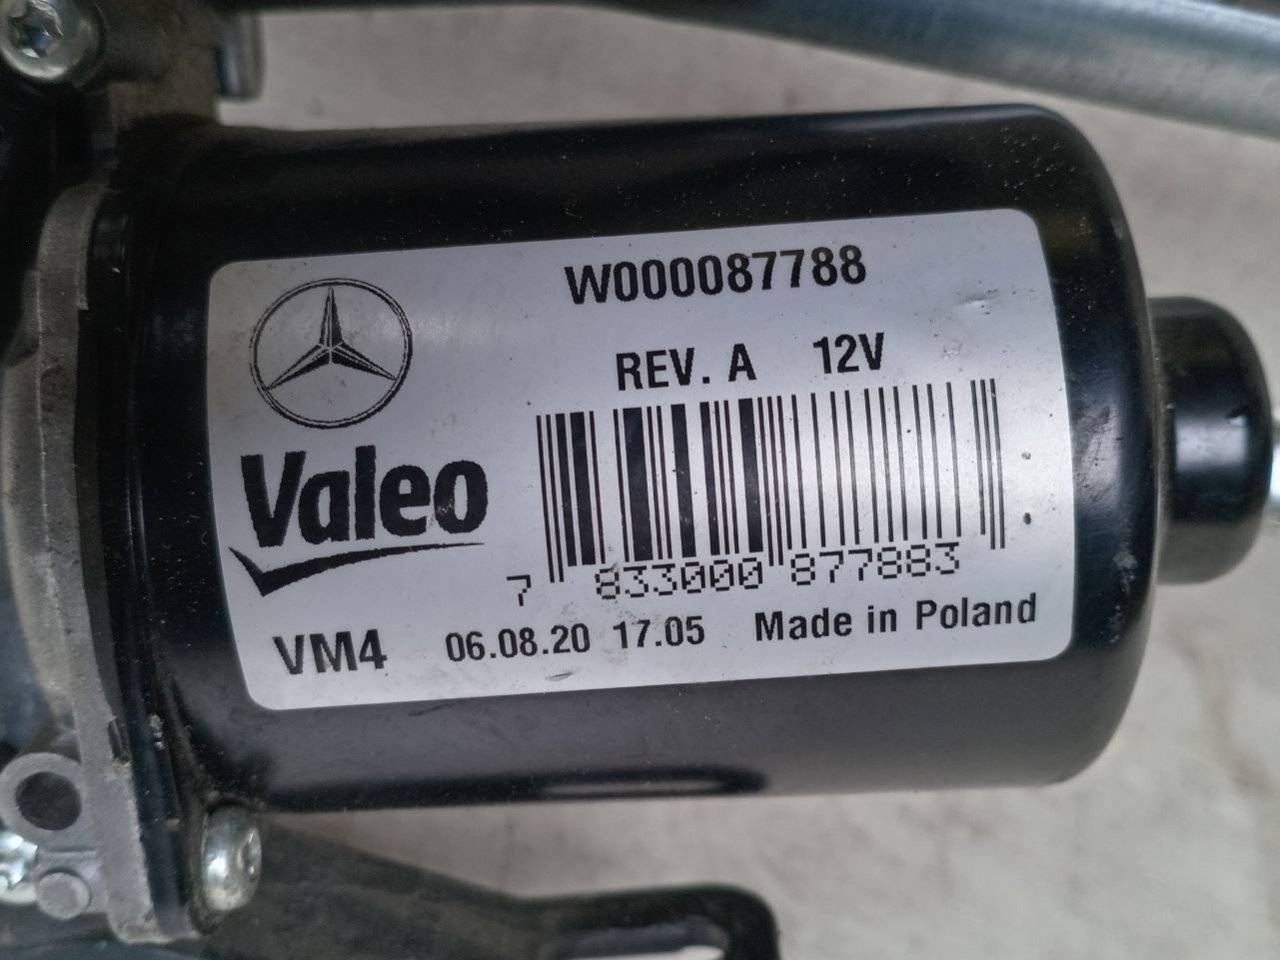 W000087788
REV. A 12V
Valeo
7 833000 877883
VM4 06.08.20 17.05 Made in Poland